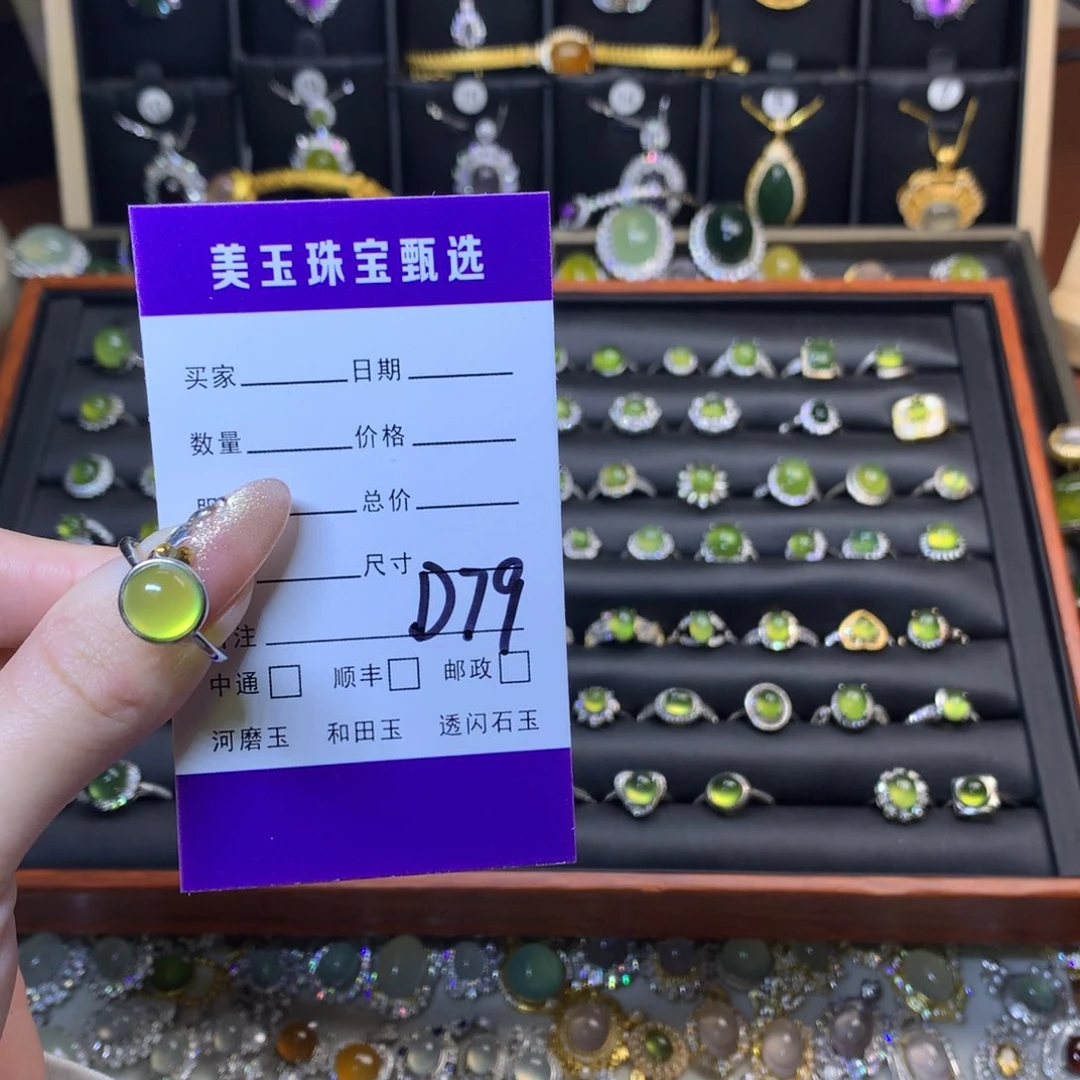 美玉珠宝甄选
买家 日期
数量 价格
总价
尺寸
D79
注
中通 顺丰 邮政
河磨玉 和田玉 透闪石玉